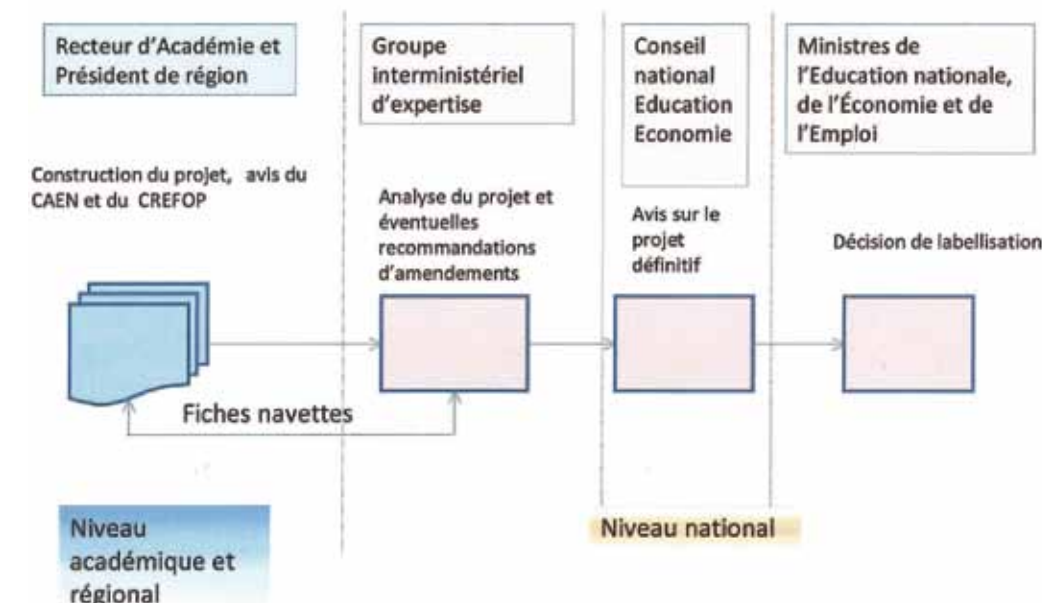 Recteur d'Académie et
Président de région
Groupe
interministériel
d'expertise
Conseil
national
Education
Economie
Ministres de
l'Education nationale,
de l'Économie et de
l'Emploi
Construction du projet, avis du
CAEN et du CREFOP
Analyse du projet et
éventuelles
recommandations
d'amendements
Avis sur le
projet
définitif
Décision de labellisation
Fiches navettes
Niveau
académique et
régional
Niveau national